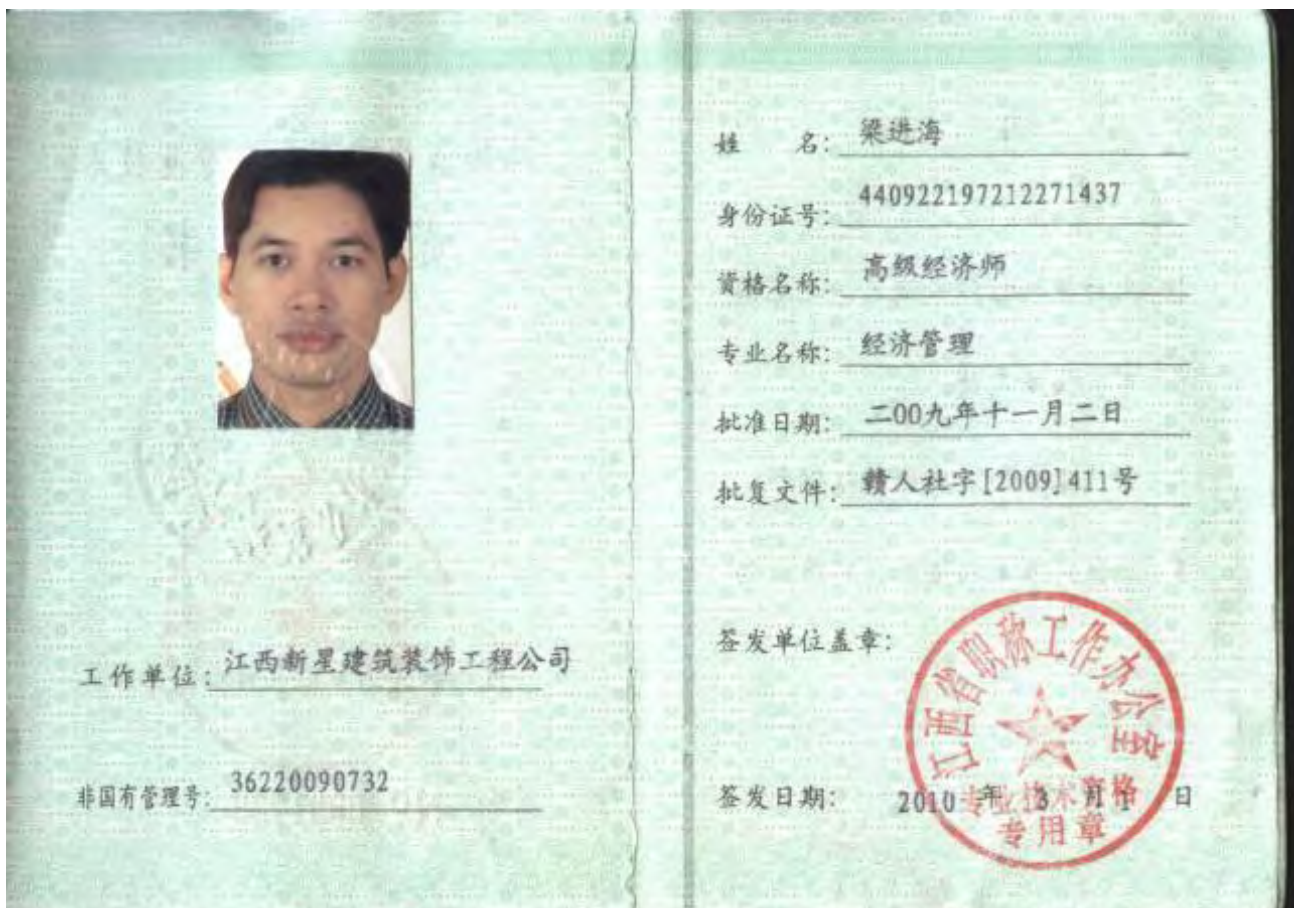 工作单位：江西新星建筑装饰工程公司
非国有管理号：36220090732
姓 名：梁进海
身份证号：440922197212271437
资格名称：高级经济师
专业名称：经济管理
批准日期：二00九年十一月二日
批复文件：赣人社字[2009]411号
签发单位盖章：
江西省职称工作办公室
专业技术资格
专用章
签发日期： 2010 年 3 月 1 日